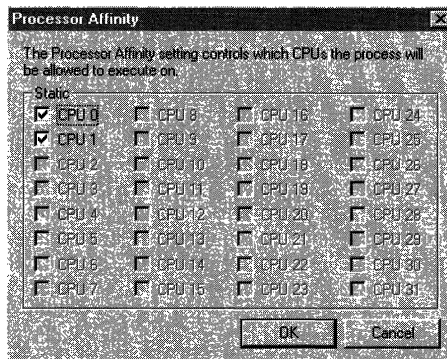 Processor Affinity
The Processor Affinity setting controls which CPUs the process will
be allowed to execute on.
Static
CPU 0 CPU 8 CPU 16 CPU 24
CPU 1 CPU 9 CPU 17 CPU 25
CPU 2 CPU 10 CPU 18 CPU 26
CPU 3 CPU 11 CPU 19 CPU 27
CPU 4 CPU 12 CPU 20 CPU 28
CPU 5 CPU 13 CPU 21 CPU 29
CPU 6 CPU 14 CPU 22 CPU 30
CPU 7 CPU 15 CPU 23 CPU 31
OK Cancel